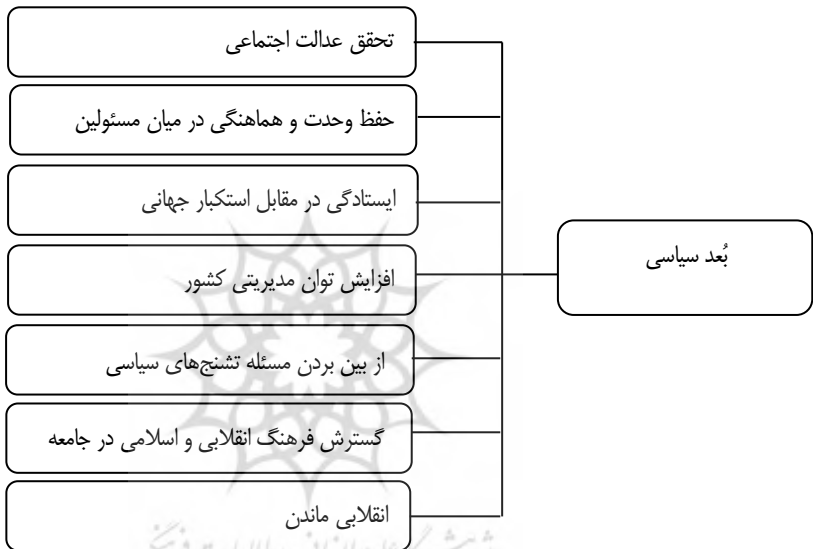 تحقق عدالت اجتماعی
حفظ وحدت و هماهنگی در میان مسئولین
ایستادگی در مقابل استکبار جهانی
بُعد سیاسی
افزایش توان مدیریتی کشور
از بین بردن مسئله تشنج‌های سیاسی
گسترش فرهنگ انقلابی و اسلامی در جامعه
انقلابی ماندن